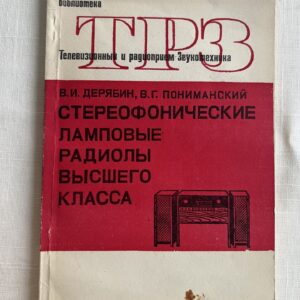 библиотека
ТРЗ
Телевизионный и радиоприем Звукотехника
В.И. ДЕРЯБИН, В.Г. ПОНИМАНСКИЙ
СТЕРЕОФОНИЧЕСКИЕ
ЛАМПОВЫЕ
РАДИОЛЫ
ВЫСШЕГО
КЛАССА